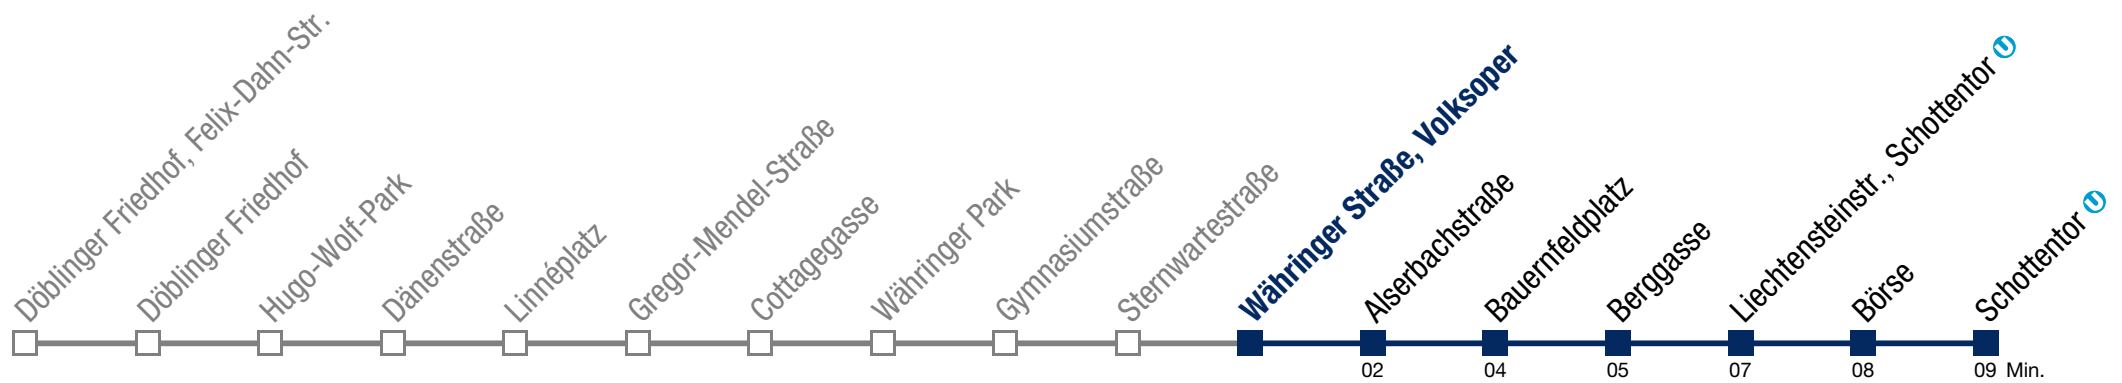 Döblinger Friedhof, Felix-Dahn-Str.
Döblinger Friedhof
Hugo-Wolf-Park
Dänenstraße
Linnéplatz
Gregor-Mendel-Straße
Cottagegasse
Währinger Park
Gymnasiumstraße
Sternwartestraße
Währinger Straße, Volksoper
Alserbachstraße
Bauernfeldplatz
Berggasse
Liechtensteinstr., Schottentor U
Börse
Schottentor U
02 04 05 07 08 09 Min.